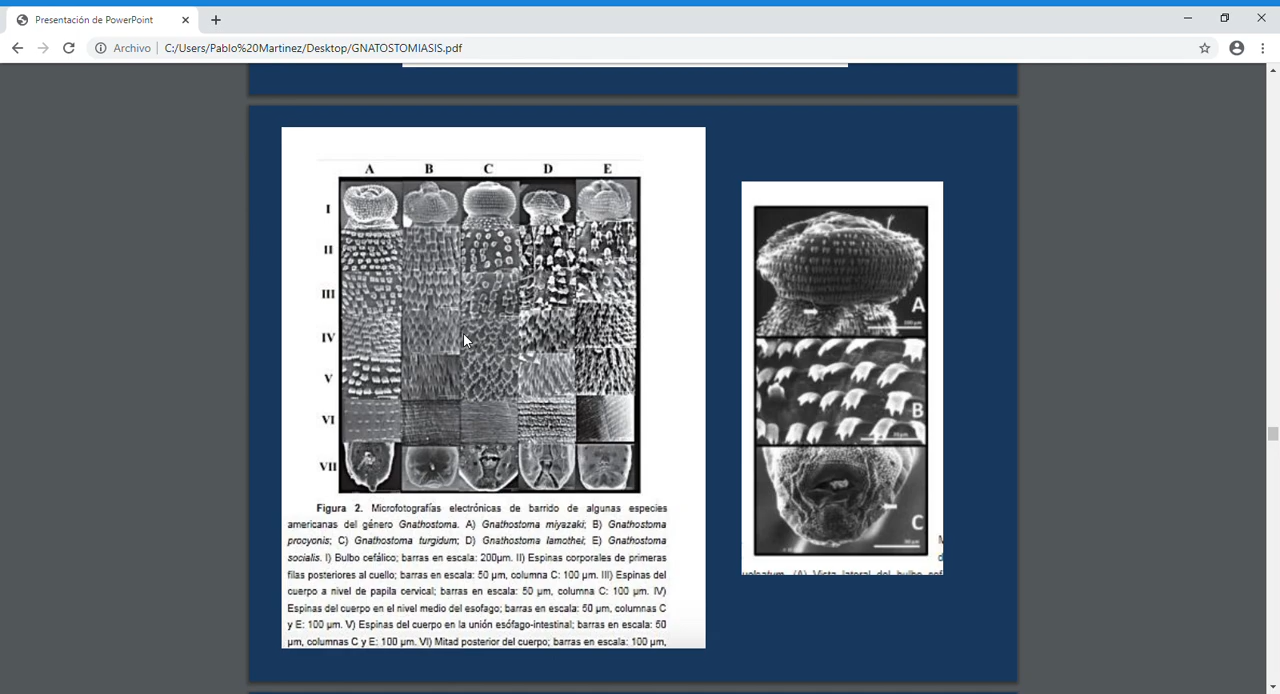 Presentación de PowerPoint
Archivo
C:/Users/Pablo%20Martinez/Desktop/GNATOSTOMIASIS.pdf
A B C D E
I
II
III
IV
V
VI
VII
Figura 2. Microfotografías electrónicas de barrido de algunas especies
americanas del género Gnathostoma. A) Gnathostoma miyazaki; B) Gnathostoma
procyonis; C) Gnathostoma turgidum; D) Gnathostoma lamothei; E) Gnathostoma
socialis. I) Bulbo cefálico; barras en escala: 200µm. II) Espinas corporales de primeras
filas posteriores al cuello; barras en escala: 50 µm, columna C: 100 µm. III) Espinas del
cuerpo a nivel de papila cervical; barras en escala: 50 µm, columna C: 100 µm. IV)
Espinas del cuerpo en el nivel medio del esofago; barras en escala: 50 µm, columnas C
y E: 100 µm. V) Espinas del cuerpo en la unión esófago-intestinal; barras en escala: 50
µm, columnas C y E: 100 µm. VI) Mitad posterior del cuerpo; barras en escala: 100 µm,
A
B
C
(A) Vista lateral del bulbo